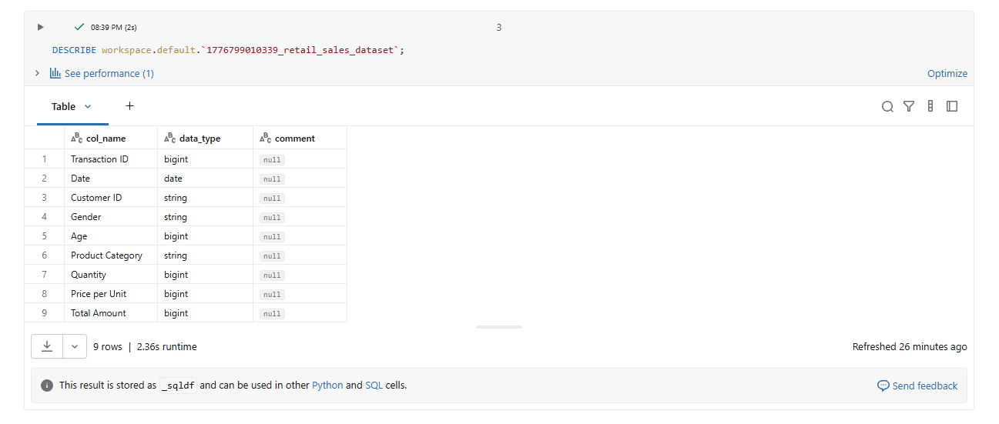 08:39 PM (2s)
3
DESCRIBE workspace.default.`1776799010339_retail_sales_dataset`;
See performance (1)
Optimize
Table
col_name data_type comment
1 Transaction ID bigint null
2 Date date null
3 Customer ID string null
4 Gender string null
5 Age bigint null
6 Product Category string null
7 Quantity bigint null
8 Price per Unit bigint null
9 Total Amount bigint null
9 rows | 2.36s runtime
Refreshed 26 minutes ago
This result is stored as _sqldf and can be used in other Python and SQL cells.
Send feedback